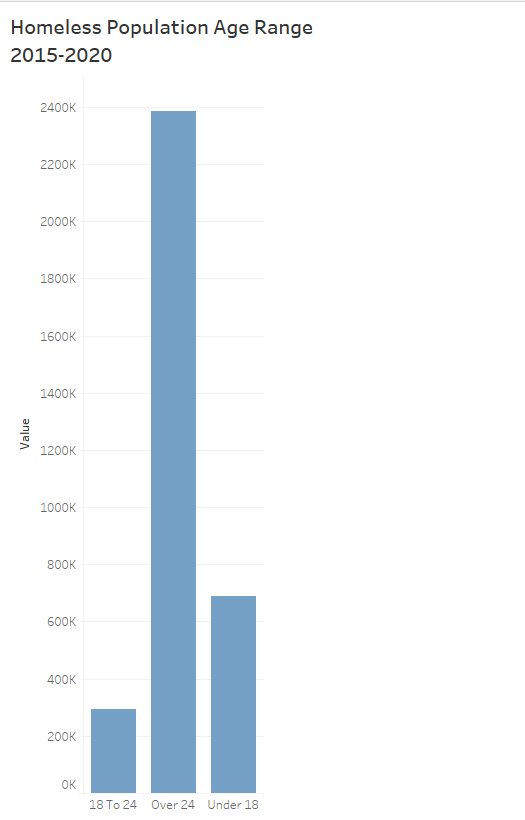 Homeless Population Age Range
2015-2020
2400K
2200K
2000K
1800K
1600K
1400K
Value
1200K
1000K
800K
600K
400K
200K
0K
18 To 24 Over 24 Under 18